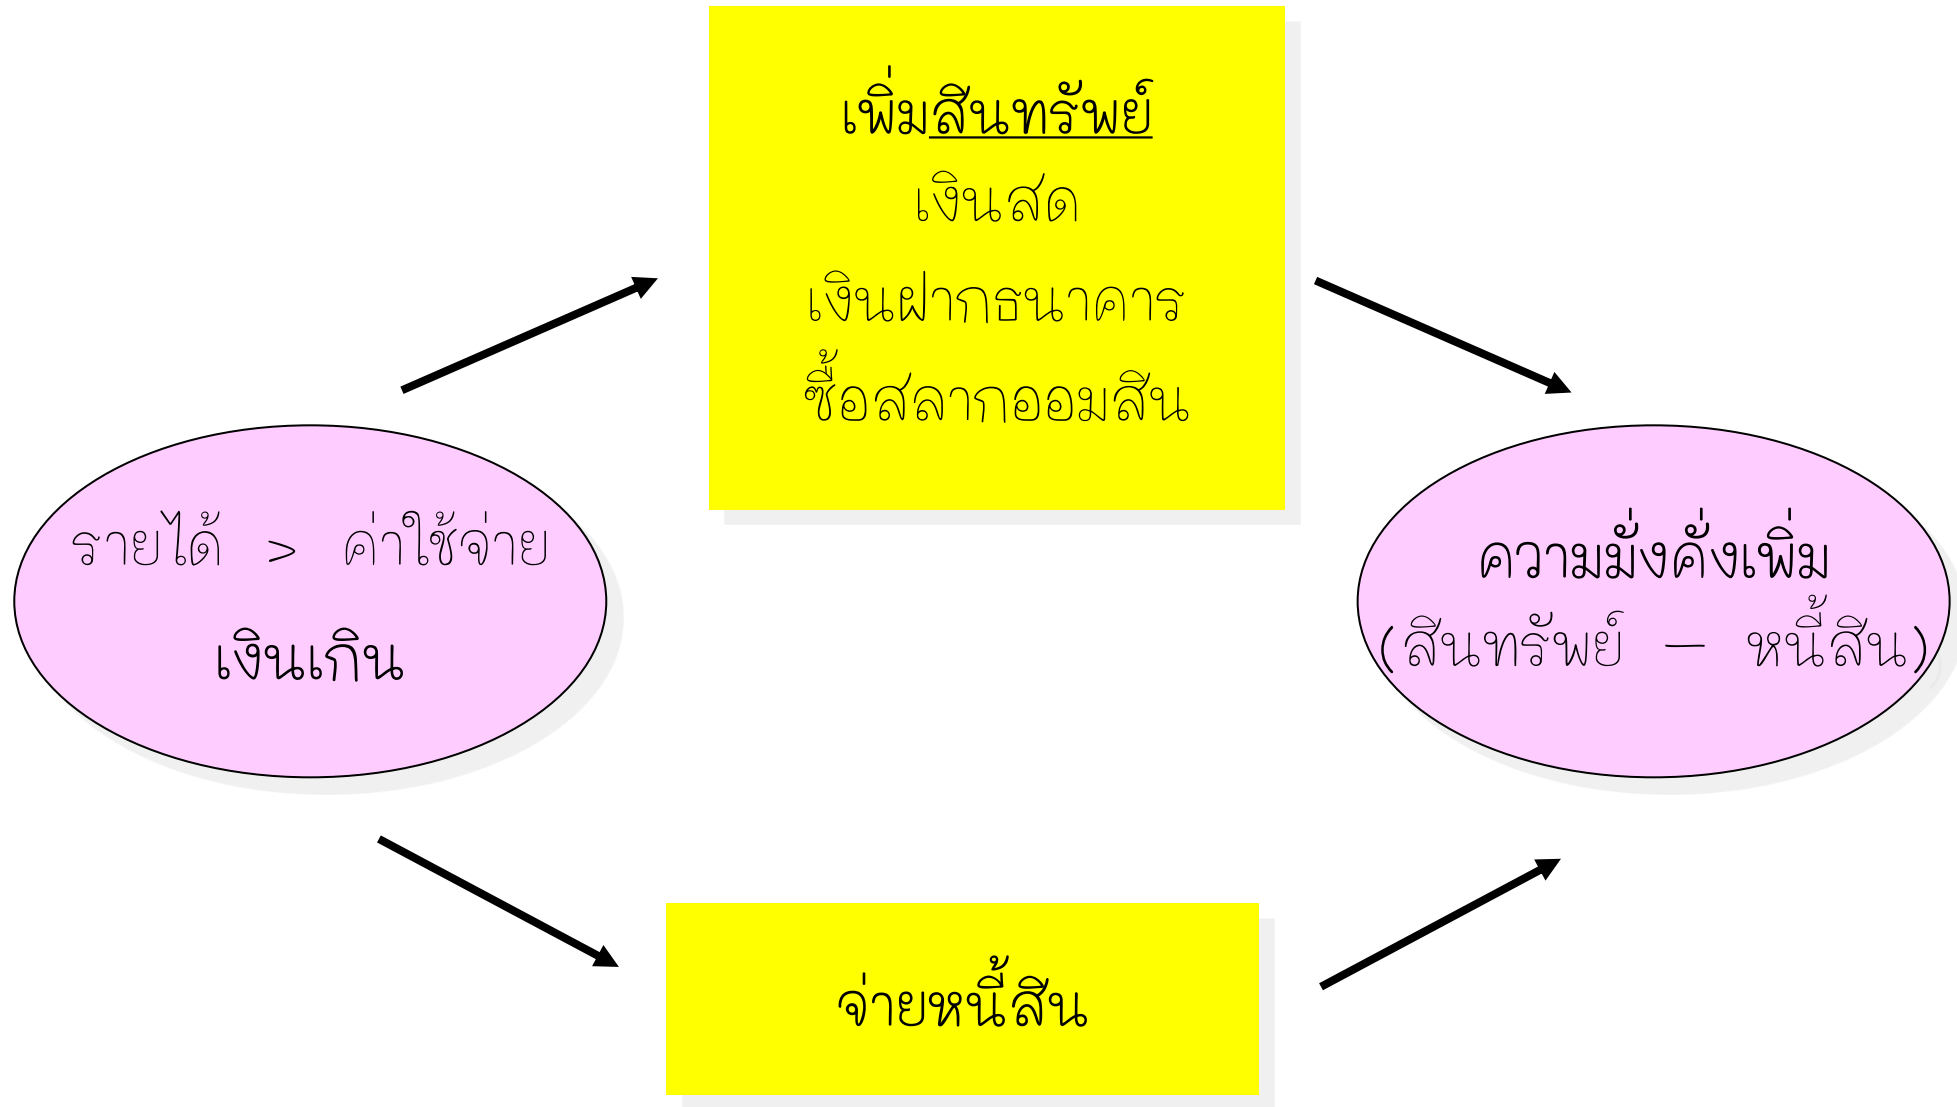 เพิ่มสินทรัพย์
เงินสด
เงินฝากธนาคาร
ซื้อสลากออมสิน
รายได้ > ค่าใช้จ่าย
เงินเกิน
ความมั่งคั่งเพิ่ม
(สินทรัพย์ – หนี้สิน)
จ่ายหนี้สิน